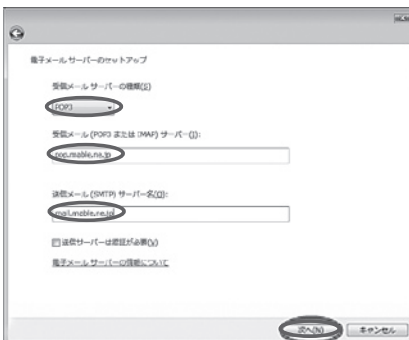 電子メール サーバーのセットアップ
受信メール サーバーの種類(S)
POP3
受信メール (POP3 または IMAP) サーバー(I):
pop.mable.ne.jp
送信メール (SMTP) サーバー名(O):
mail.mable.ne.jp
送信サーバーは認証が必要(V)
電子メール サーバーの情報について
次へ(N)
キャンセル